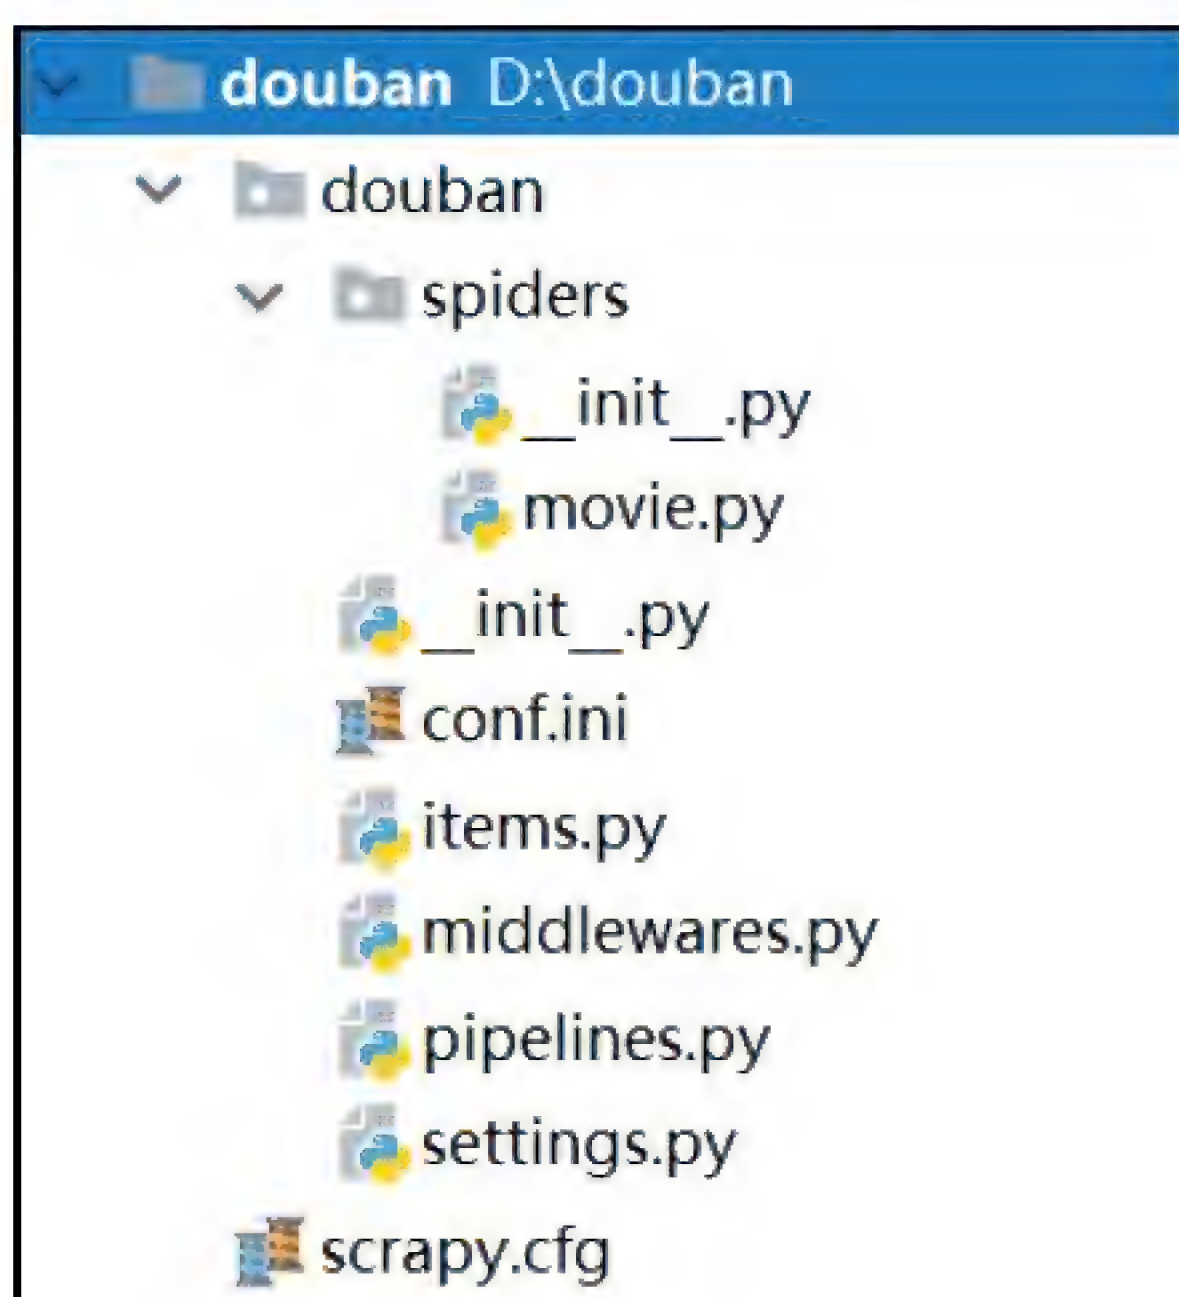 douban D:\douban
douban
spiders
__init__.py
movie.py
__init__.py
conf.ini
items.py
middlewares.py
pipelines.py
settings.py
scrapy.cfg